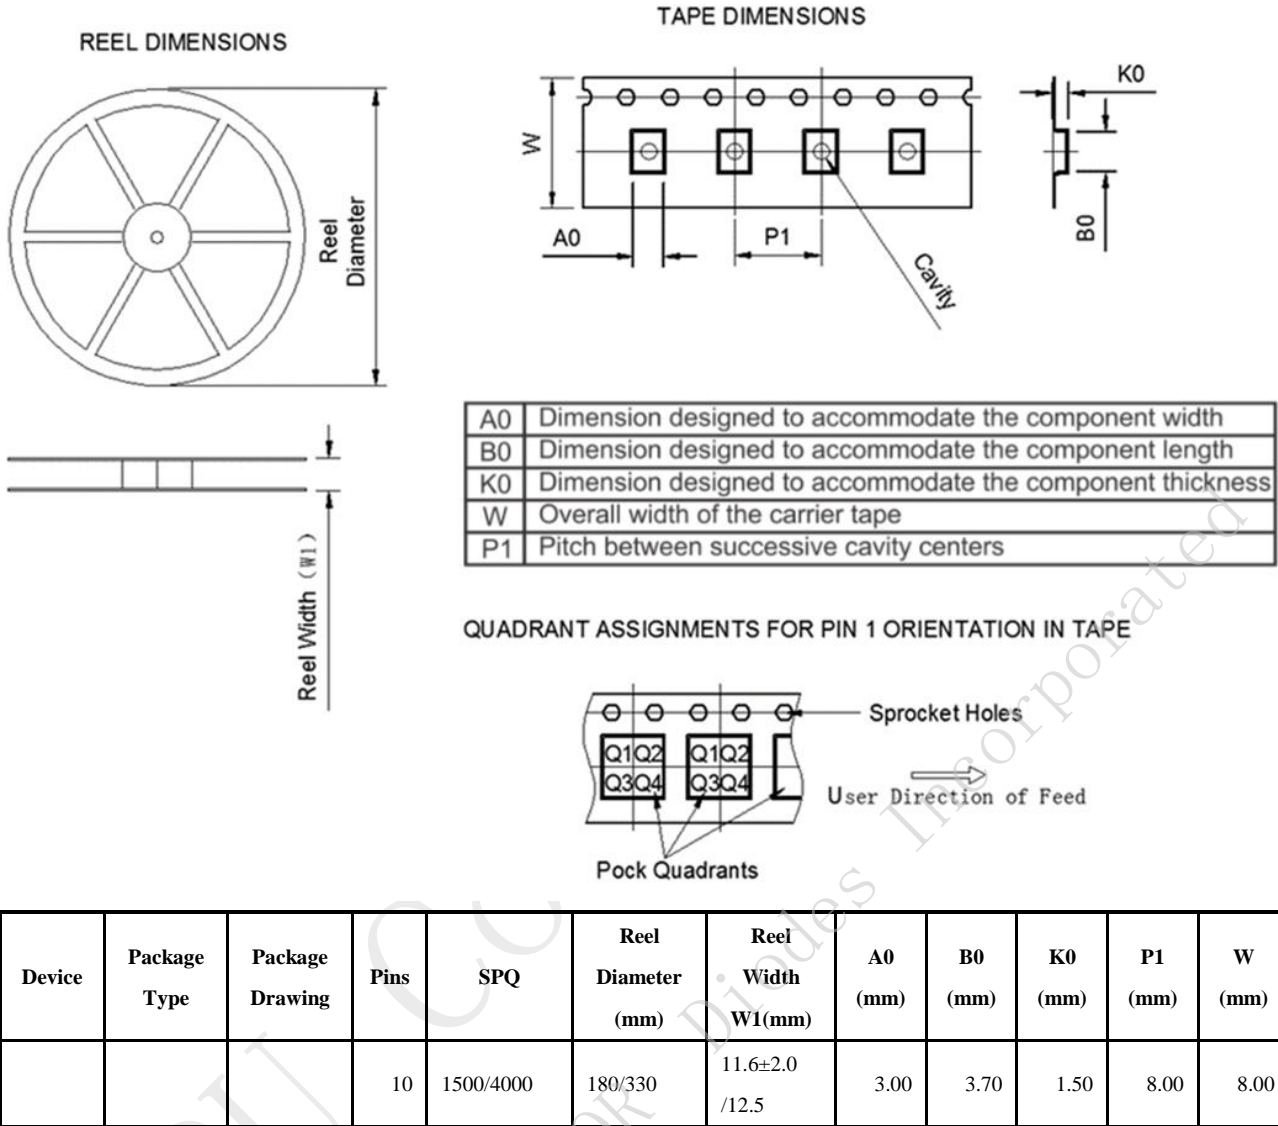 REEL DIMENSIONS
TAPE DIMENSIONS
Reel
Diameter
Reel Width (W1)
W
A0
P1
Cavity
K0
B0
A0 Dimension designed to accommodate the component width
B0 Dimension designed to accommodate the component length
K0 Dimension designed to accommodate the component thickness
W Overall width of the carrier tape
P1 Pitch between successive cavity centers
QUADRANT ASSIGNMENTS FOR PIN 1 ORIENTATION IN TAPE
Sprocket Holes
Q1 Q2 Q1 Q2
Q3 Q4 Q3 Q4
User Direction of Feed
Pock Quadrants
Device Package Type Package Drawing Pins SPQ Reel Diameter (mm) Reel Width W1(mm) A0 (mm) B0 (mm) K0 (mm) P1 (mm) W (mm)
10 1500/4000 180/330 11.6±2.0 /12.5 3.00 3.70 1.50 8.00 8.00
Diodes Incorporated